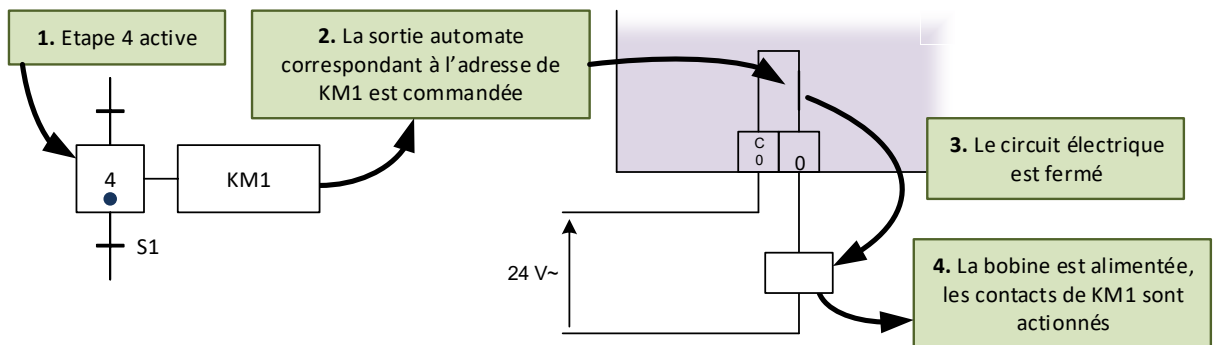 1. Etape 4 active
2. La sortie automate
correspondant à l'adresse de
KM1 est commandée
C
0
0
3. Le circuit électrique
est fermé
4
KM1
S1
24 V~
4. La bobine est alimentée,
les contacts de KM1 sont
actionnés